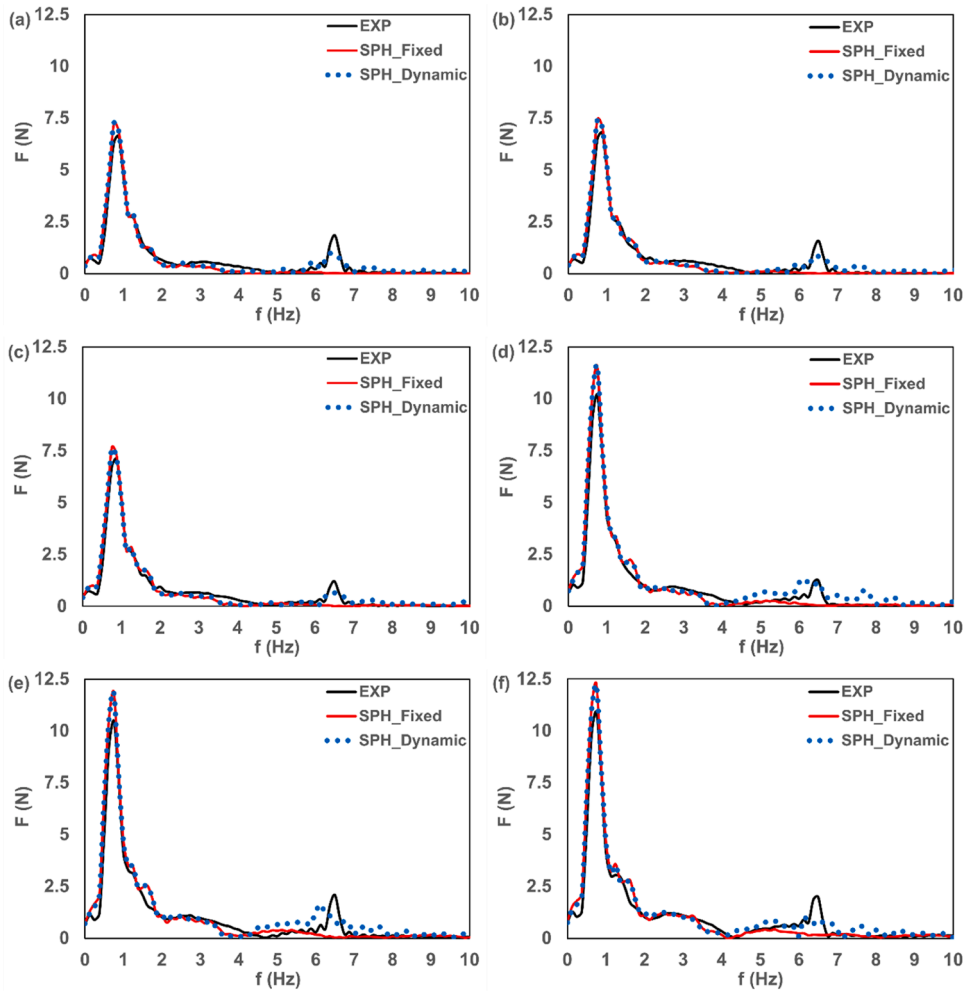 (a)
12.5
10
7.5
5
2.5
0
F (N)
EXP
SPH_Fixed
SPH_Dynamic
0 1 2 3 4 5 6 7 8 9 10
f (Hz)
(b)
12.5
10
7.5
5
2.5
0
F (N)
EXP
SPH_Fixed
SPH_Dynamic
0 1 2 3 4 5 6 7 8 9 10
f (Hz)
(c)
12.5
10
7.5
5
2.5
0
F (N)
EXP
SPH_Fixed
SPH_Dynamic
0 1 2 3 4 5 6 7 8 9 10
f (Hz)
(d)
12.5
10
7.5
5
2.5
0
F (N)
EXP
SPH_Fixed
SPH_Dynamic
0 1 2 3 4 5 6 7 8 9 10
f (Hz)
(e)
12.5
10
7.5
5
2.5
0
F (N)
EXP
SPH_Fixed
SPH_Dynamic
0 1 2 3 4 5 6 7 8 9 10
f (Hz)
(f)
12.5
10
7.5
5
2.5
0
F (N)
EXP
SPH_Fixed
SPH_Dynamic
0 1 2 3 4 5 6 7 8 9 10
f (Hz)